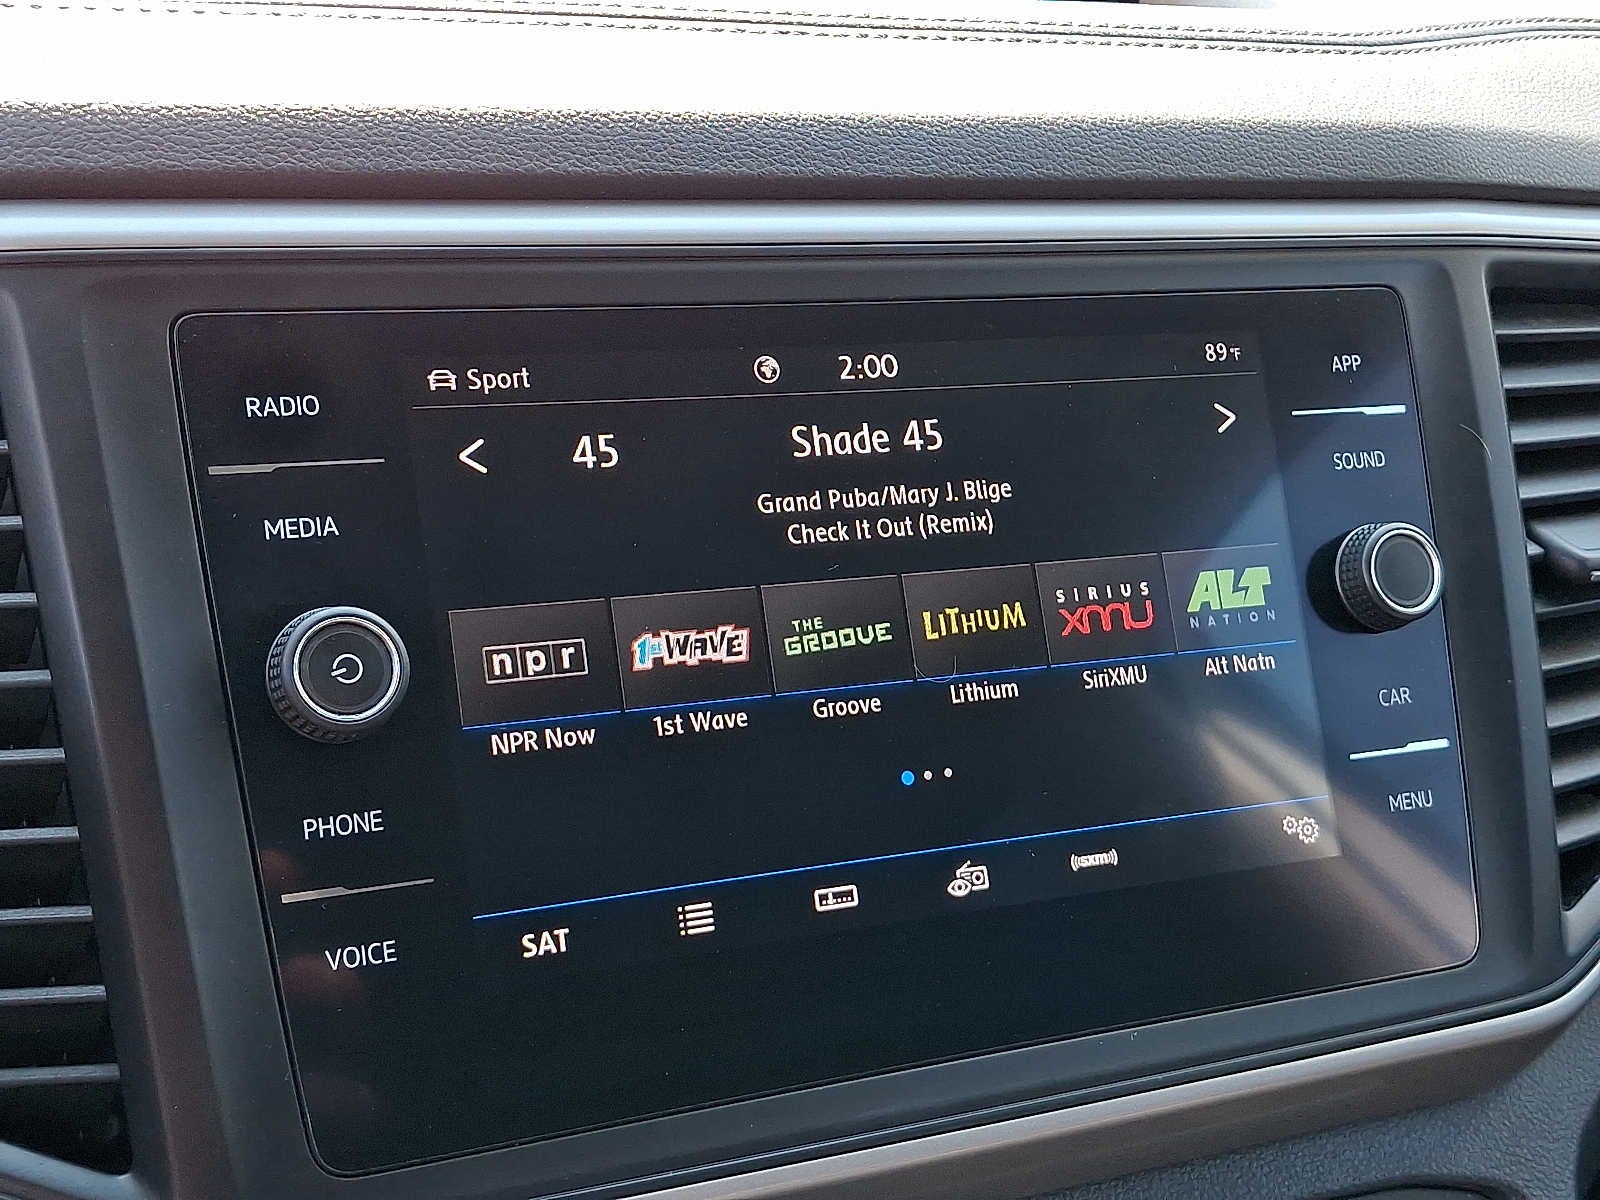 Sport 2:00 89°F
RADIO
APP
< 45 Shade 45 >
SOUND
Grand Puba/Mary J. Blige
Check It Out (Remix)
MEDIA
npr
1st WAVE
THE
GROOVE
LITHIUM
SIRIUS
XMU
ALT
NATION
NPR Now
1st Wave
Groove
Lithium
SiriXMU
Alt Natn
CAR
PHONE
MENU
VOICE
SAT
((SXM))